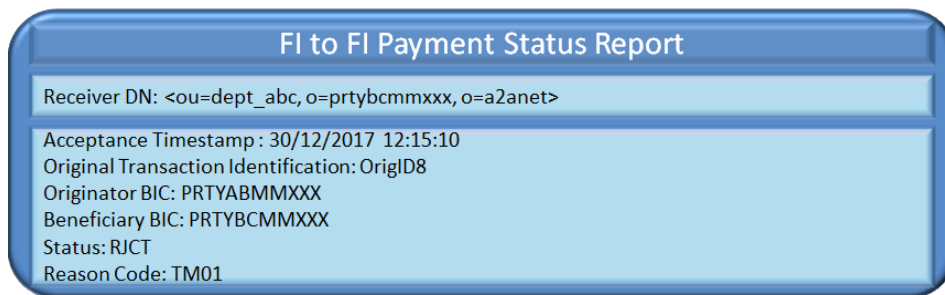 FI to FI Payment Status Report
Receiver DN: <ou=dept_abc, o=prtybcmmxxx, o=a2anet>
Acceptance Timestamp : 30/12/2017 12:15:10
Original Transaction Identification: OrigID8
Originator BIC: PRTYABMMXXX
Beneficiary BIC: PRTYBCMMXXX
Status: RJCT
Reason Code: TM01